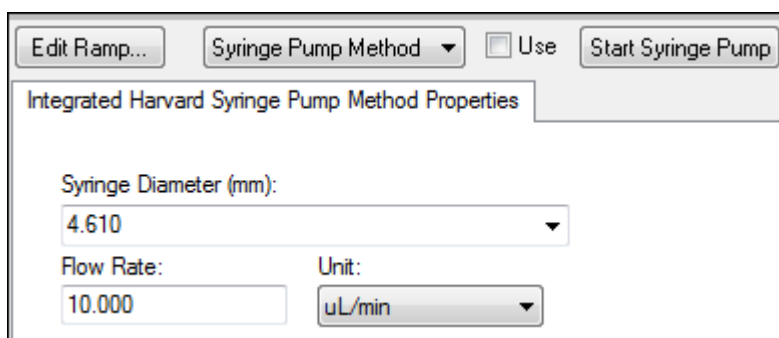 Edit Ramp... Syringe Pump Method Use Start Syringe Pump
Integrated Harvard Syringe Pump Method Properties
Syringe Diameter (mm):
4.610
Flow Rate: Unit:
10.000 uL/min